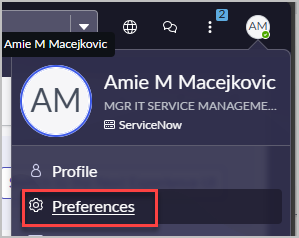 2
AM
Amie M Macejkovic
AM
Amie M Macejkovic
MGR IT SERVICE MANAGEME...
ServiceNow
Profile
Preferences